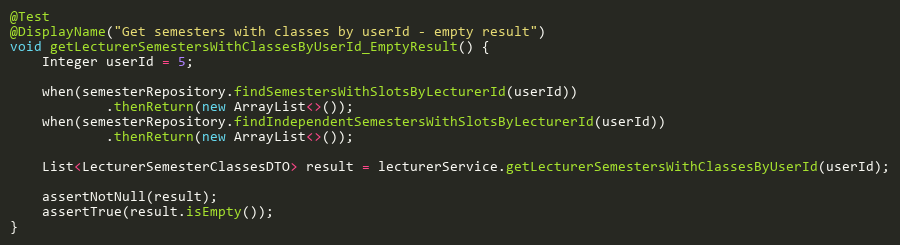 @Test
@DisplayName("Get semesters with classes by userId - empty result")
void getLecturerSemestersWithClassesByUserId_EmptyResult() {
    Integer userId = 5;

    when(semesterRepository.findSemestersWithSlotsByLecturerId(userId))
            .thenReturn(new ArrayList<>());
    when(semesterRepository.findIndependentSemestersWithSlotsByLecturerId(userId))
            .thenReturn(new ArrayList<>());

    List<LecturerSemesterClassesDTO> result = lecturerService.getLecturerSemestersWithClassesByUserId(userId);

    assertNotNull(result);
    assertTrue(result.isEmpty());
}